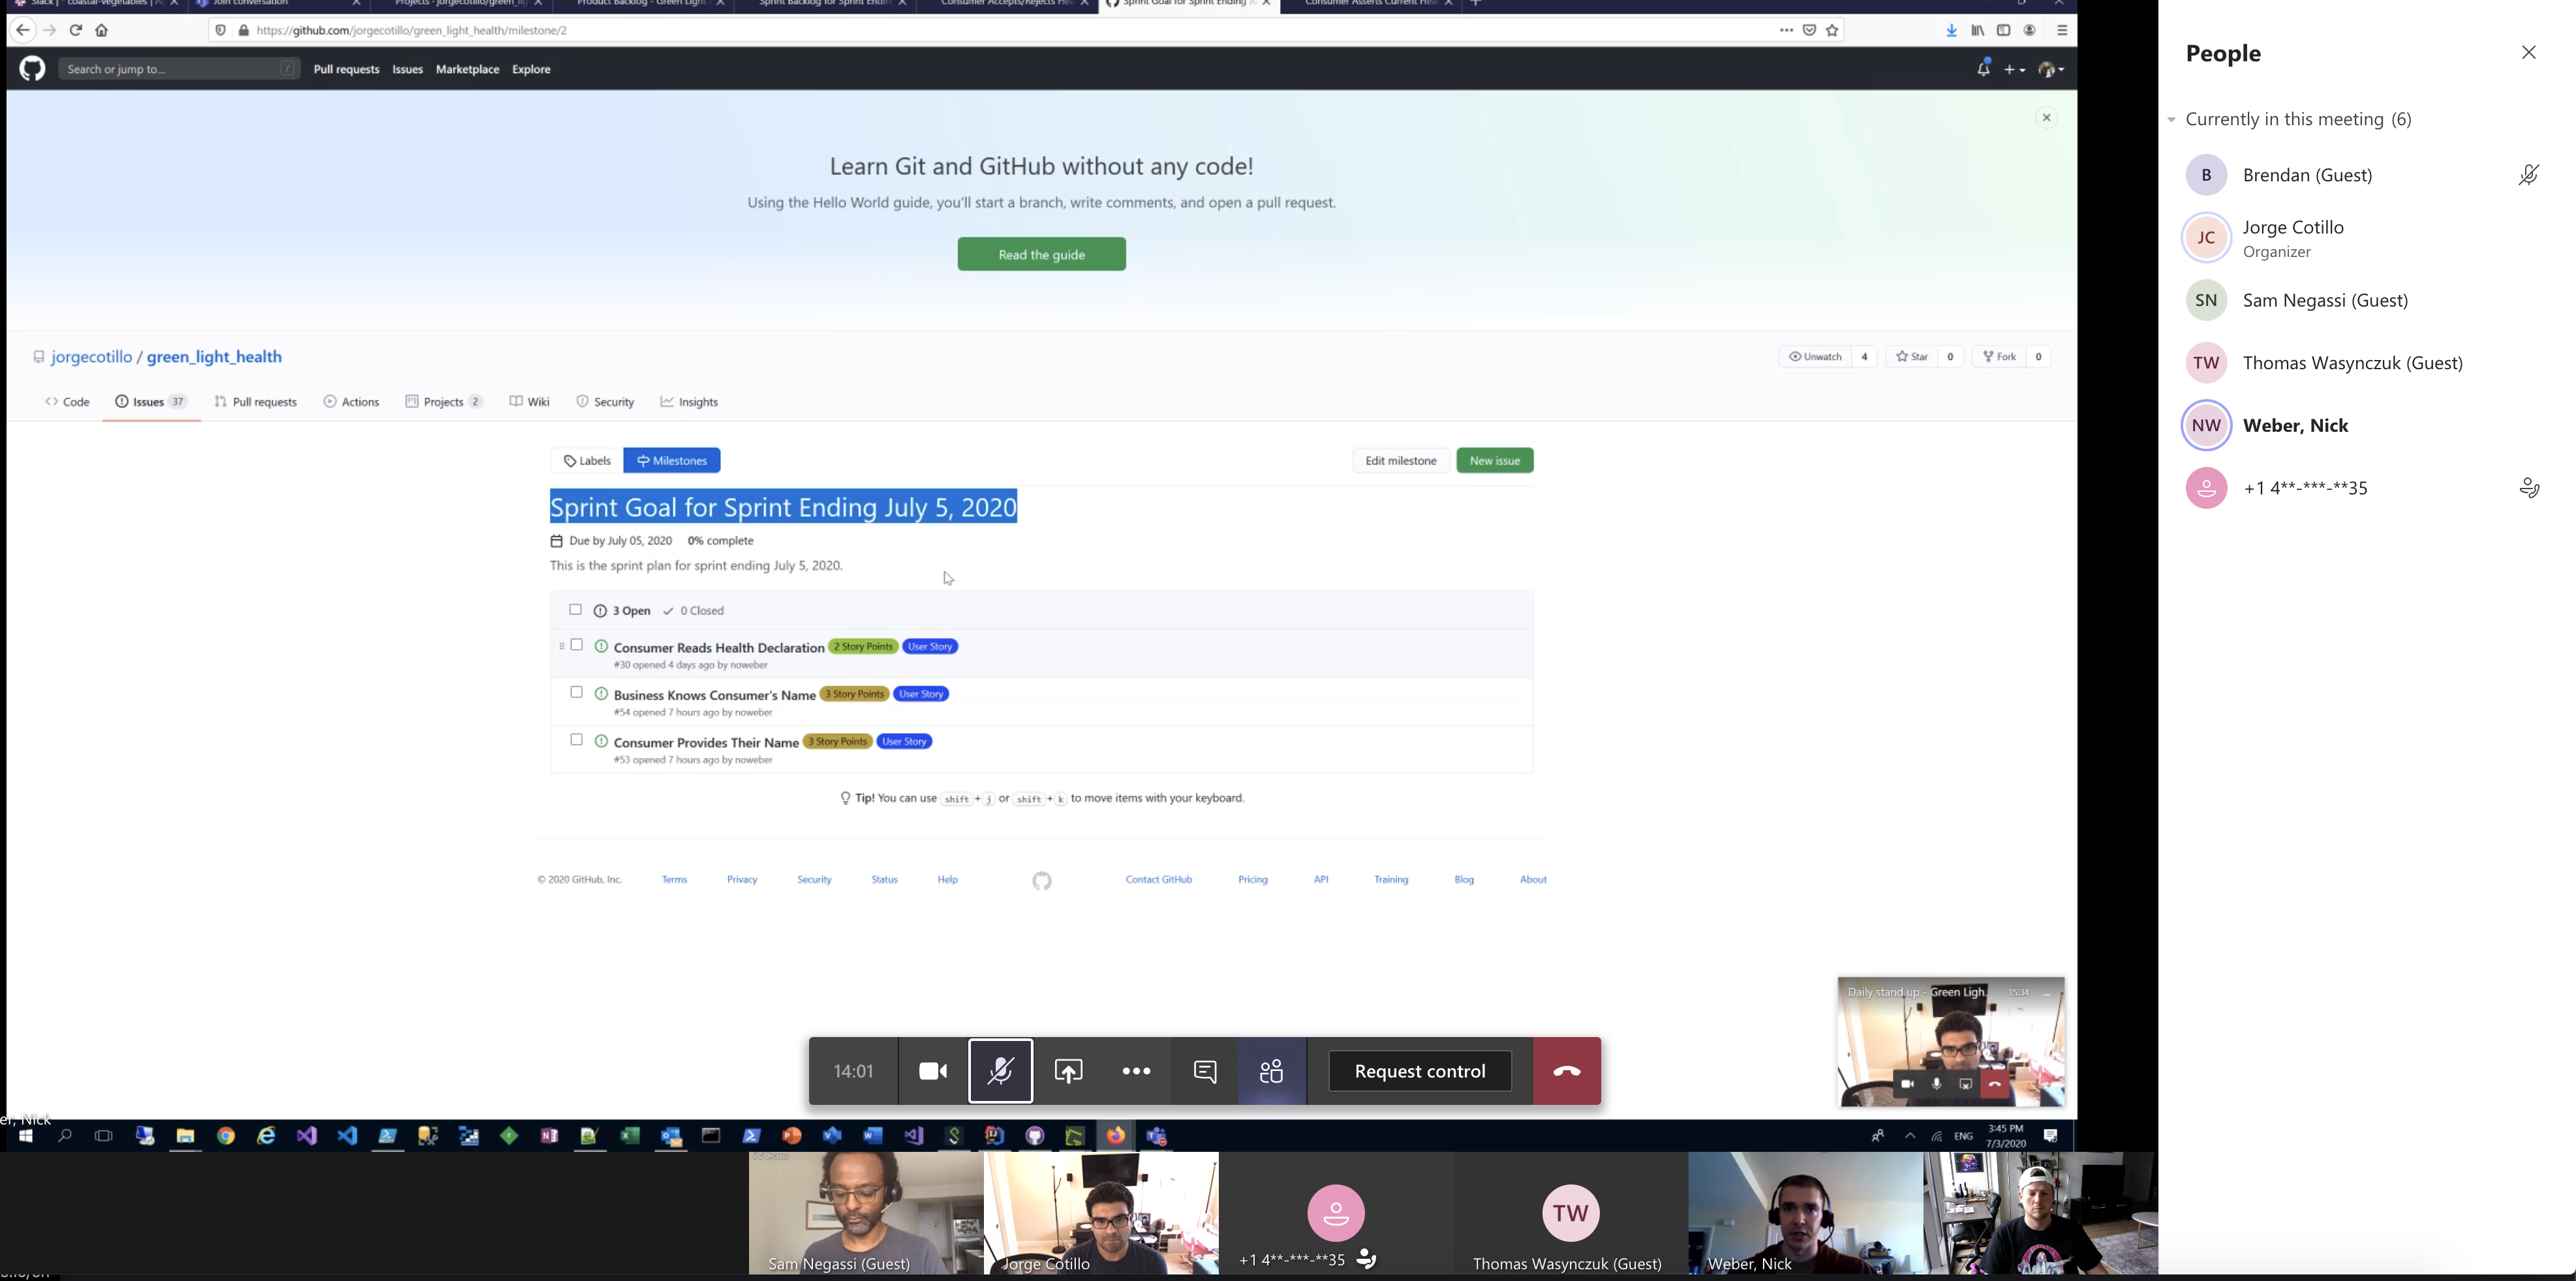 Slack | * coastal-vegetables |
Join conversation
Projects · jorgecotillo/green_lig
Product Backlog - Green Light
Sprint Backlog for Sprint Endin
Consumer Accepts/Rejects Hea
Sprint Goal for Sprint Ending
Consumer Asserts Current Hea
https://github.com/jorgecotillo/green_light_health/milestone/2
Search or jump to... / Pull requests Issues Marketplace Explore
Learn Git and GitHub without any code!
Using the Hello World guide, you'll start a branch, write comments, and open a pull request.
Read the guide
jorgecotillo / green_light_health
Unwatch 4 Star 0 Fork 0
Code Issues 37 Pull requests Actions Projects 2 Wiki Security Insights
Labels Milestones Edit milestone New issue
Sprint Goal for Sprint Ending July 5, 2020
Due by July 05, 2020 0% complete
This is the sprint plan for sprint ending July 5, 2020.
3 Open 0 Closed
Consumer Reads Health Declaration 2 Story Points User Story
#30 opened 4 days ago by noweber
Business Knows Consumer's Name 3 Story Points User Story
#54 opened 7 hours ago by noweber
Consumer Provides Their Name 3 Story Points User Story
#53 opened 7 hours ago by noweber
Tip! You can use shift + j or shift + k to move items with your keyboard.
© 2020 GitHub, Inc. Terms Privacy Security Status Help Contact GitHub Pricing API Training Blog About
Daily stand up - Green Ligh... 15:34
14:01 Request control
er, Nick
ENG
3:45 PM
7/3/2020
Sam Negassi (Guest)
Jorge Cotillo
+1 4**-***-**35
TW
Thomas Wasynczuk (Guest)
Weber, Nick
People
Currently in this meeting (6)
B Brendan (Guest)
JC Jorge Cotillo
Organizer
SN Sam Negassi (Guest)
TW Thomas Wasynczuk (Guest)
NW Weber, Nick
+1 4**-***-**35